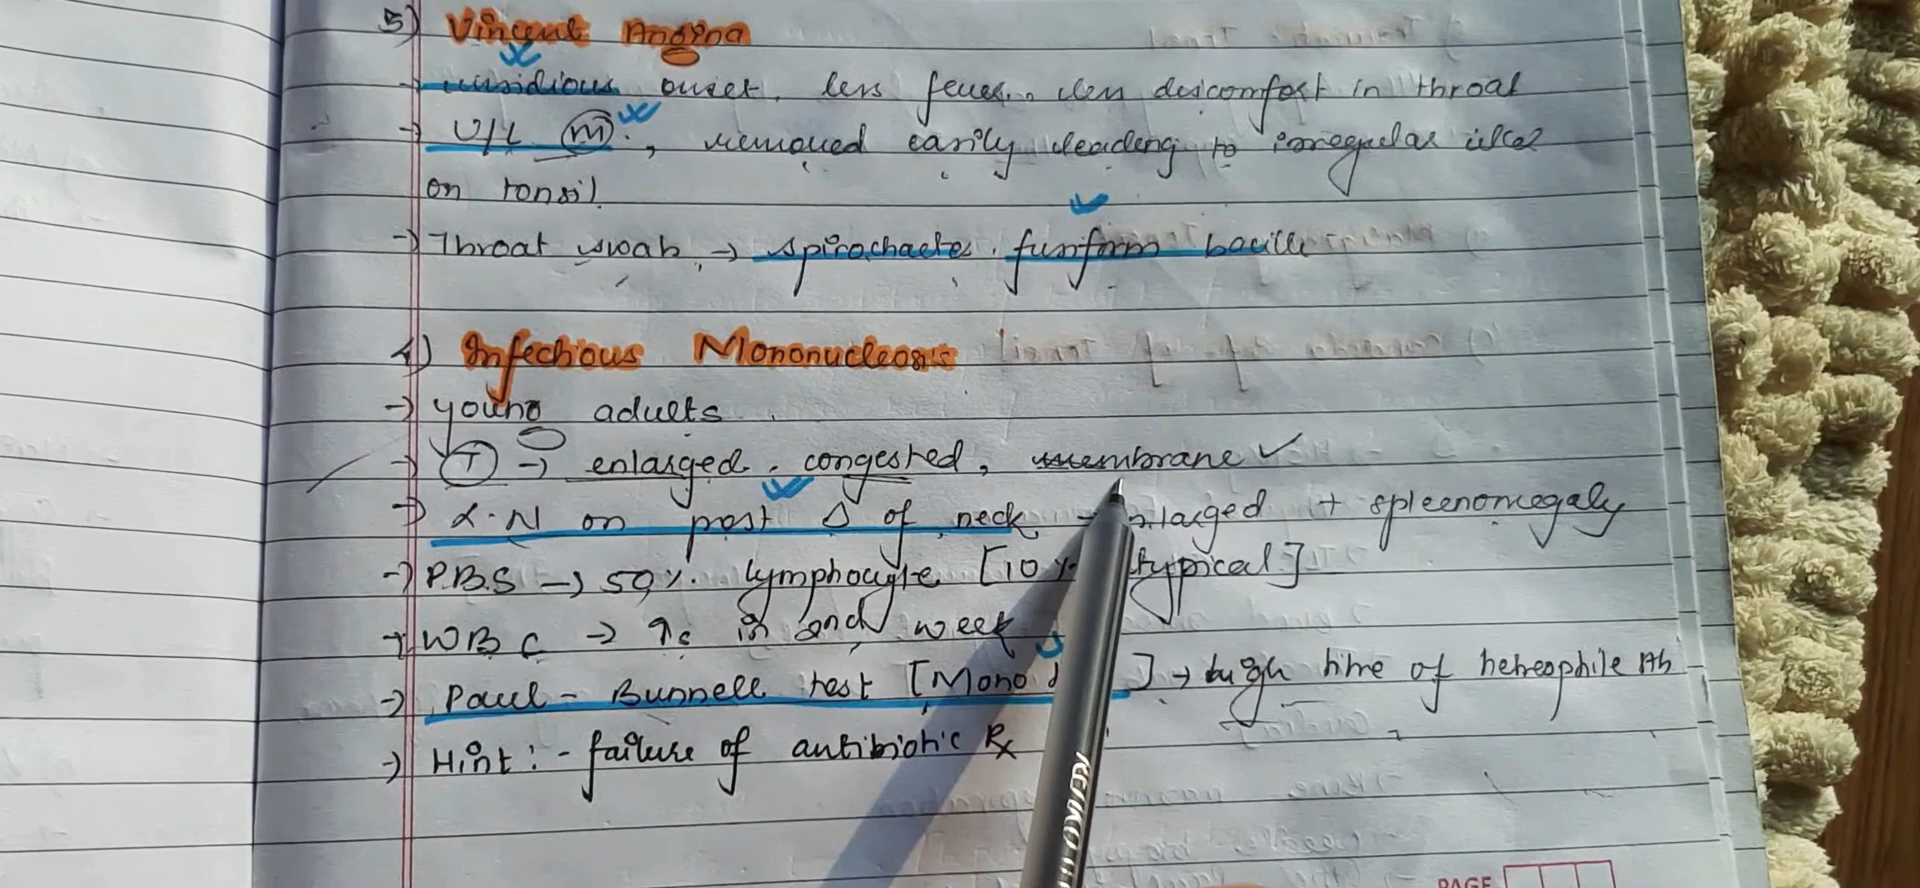 5) Vincent Angina
→ insidious onset, less fever, less discomfort in throat
→ U/L (m), removed easily leading to irregular ulcer
on tonsil
→ Throat swab → spirochaetes, fusiform bacilli
4) Infectious Mononucleosis
→ young adults
→ (T) → enlarged, congested, membrane ✓
→ L.N on post Δ of neck → enlarged + spleenomegaly
→ P.B.S → 50% lymphocyte [10% atypical]
→ WBC → ↑s in 2nd week
→ Paul - Bunnell test [Mono ] → high titre of hetreophile Ab
→ Hint :- failure of antibiotic Rx
REYNOLD
PAGE